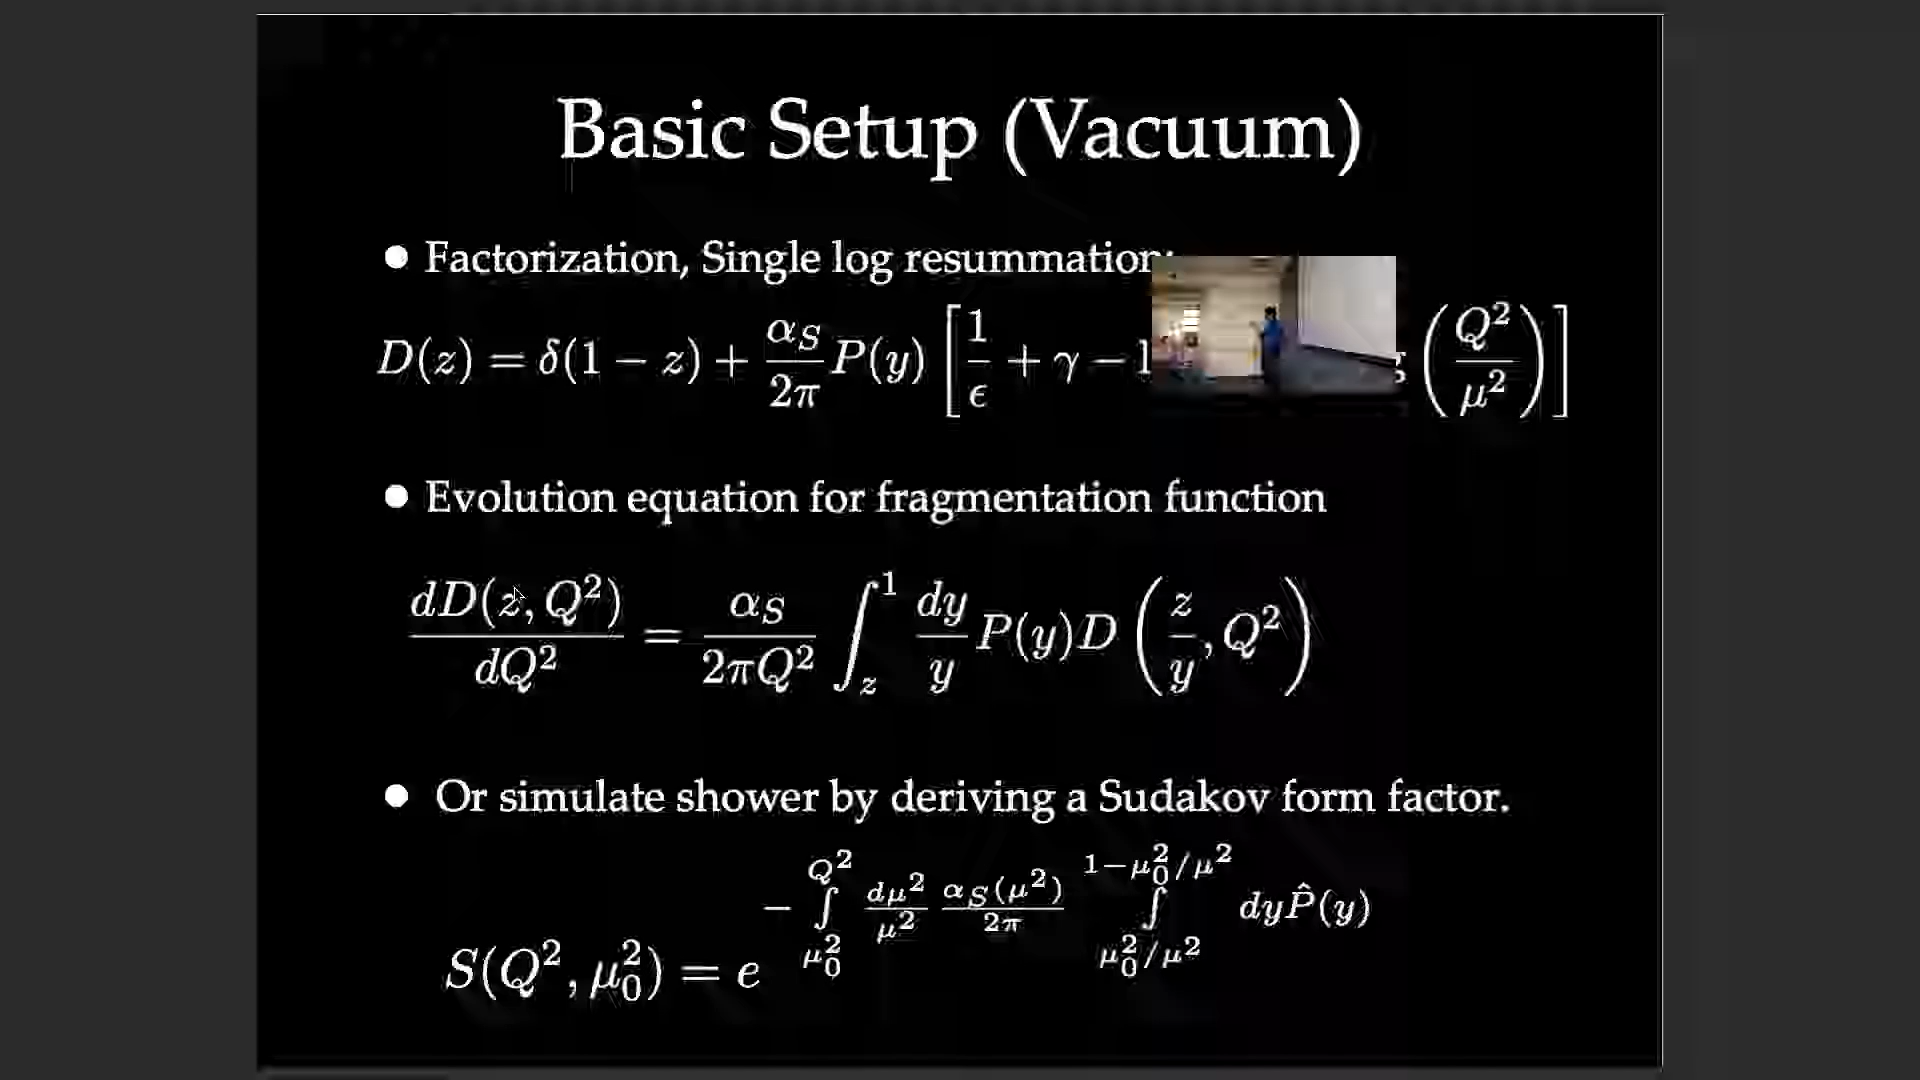 Basic Setup (Vacuum)
● Factorization, Single log resummation:
D(z) = δ(1 − z) + α_S/2π P(y) [1/ϵ + γ − g (Q²/μ²)]
● Evolution equation for fragmentation function
dD(z, Q²)/dQ² = α_S/2πQ² ∫_z^1 dy/y P(y)D (z/y, Q²)
● Or simulate shower by deriving a Sudakov form factor.
S(Q², μ₀²) = e^{− ∫_{μ₀²}^{Q²} dμ²/μ² α_S(μ²)/2π ∫_{μ₀²/μ²}^{1−μ₀²/μ²} dyP̂(y)}